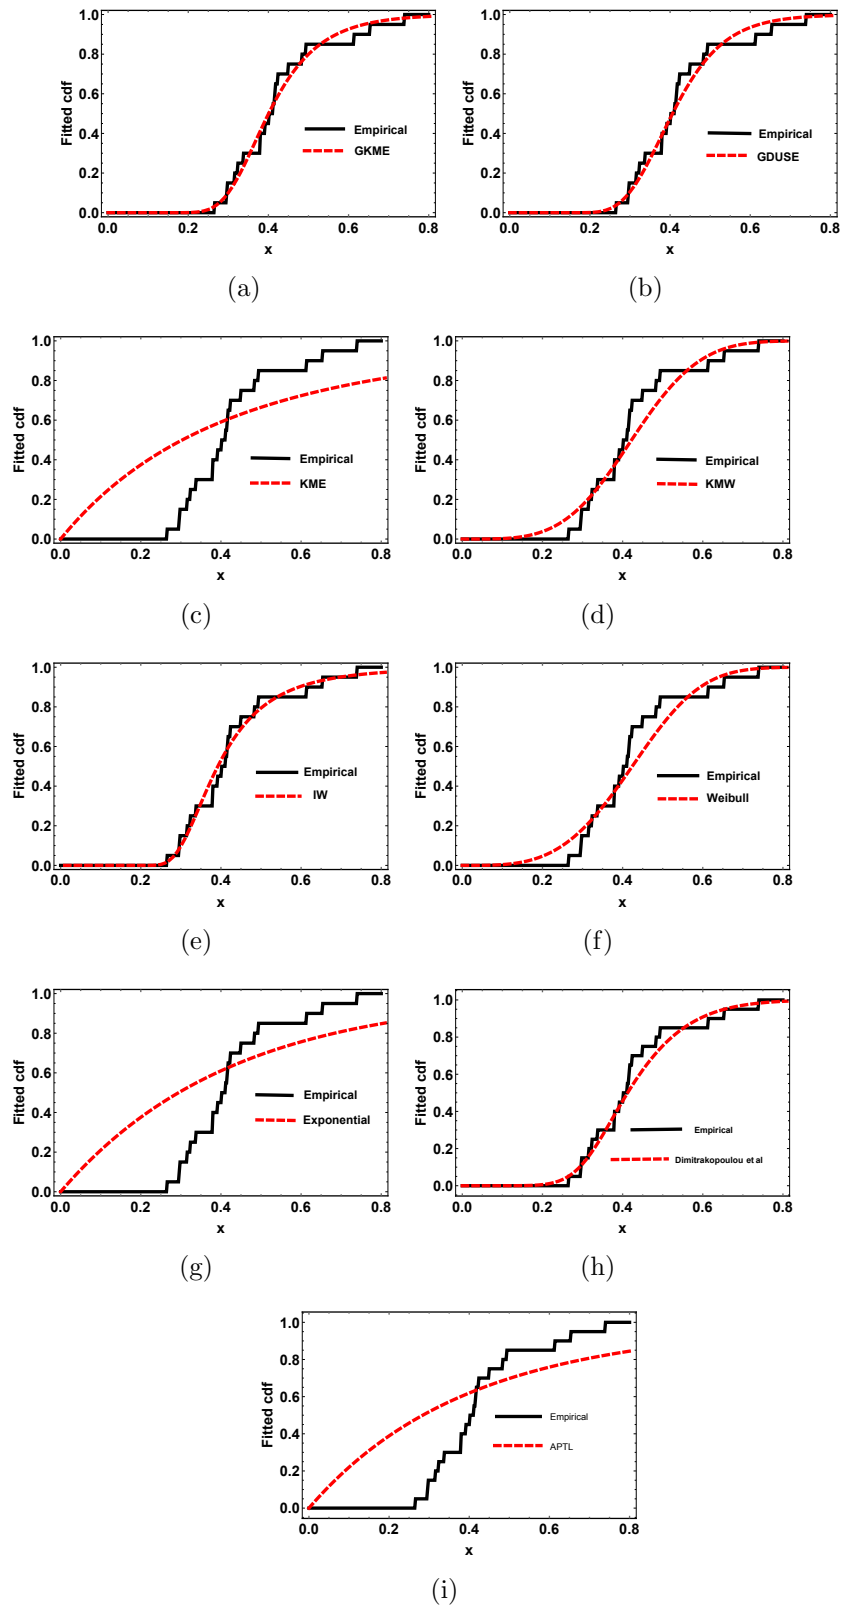 1.0
0.8
0.6
0.4
0.2
0.0
Fitted cdf
Empirical
GKME
0.0 0.2 0.4 0.6 0.8
x
(a)
1.0
0.8
0.6
0.4
0.2
0.0
Fitted cdf
Empirical
GDUSE
0.0 0.2 0.4 0.6 0.8
x
(b)
1.0
0.8
0.6
0.4
0.2
0.0
Fitted cdf
Empirical
KME
0.0 0.2 0.4 0.6 0.8
x
(c)
1.0
0.8
0.6
0.4
0.2
0.0
Fitted cdf
Empirical
KMW
0.0 0.2 0.4 0.6 0.8
x
(d)
1.0
0.8
0.6
0.4
0.2
0.0
Fitted cdf
Empirical
IW
0.0 0.2 0.4 0.6 0.8
x
(e)
1.0
0.8
0.6
0.4
0.2
0.0
Fitted cdf
Empirical
Weibull
0.0 0.2 0.4 0.6 0.8
x
(f)
1.0
0.8
0.6
0.4
0.2
0.0
Fitted cdf
Empirical
Exponential
0.0 0.2 0.4 0.6 0.8
x
(g)
1.0
0.8
0.6
0.4
0.2
0.0
Fitted cdf
Empirical
Dimitrakopoulou et al
0.0 0.2 0.4 0.6 0.8
x
(h)
1.0
0.8
0.6
0.4
0.2
0.0
Fitted cdf
Empirical
APTL
0.0 0.2 0.4 0.6 0.8
x
(i)